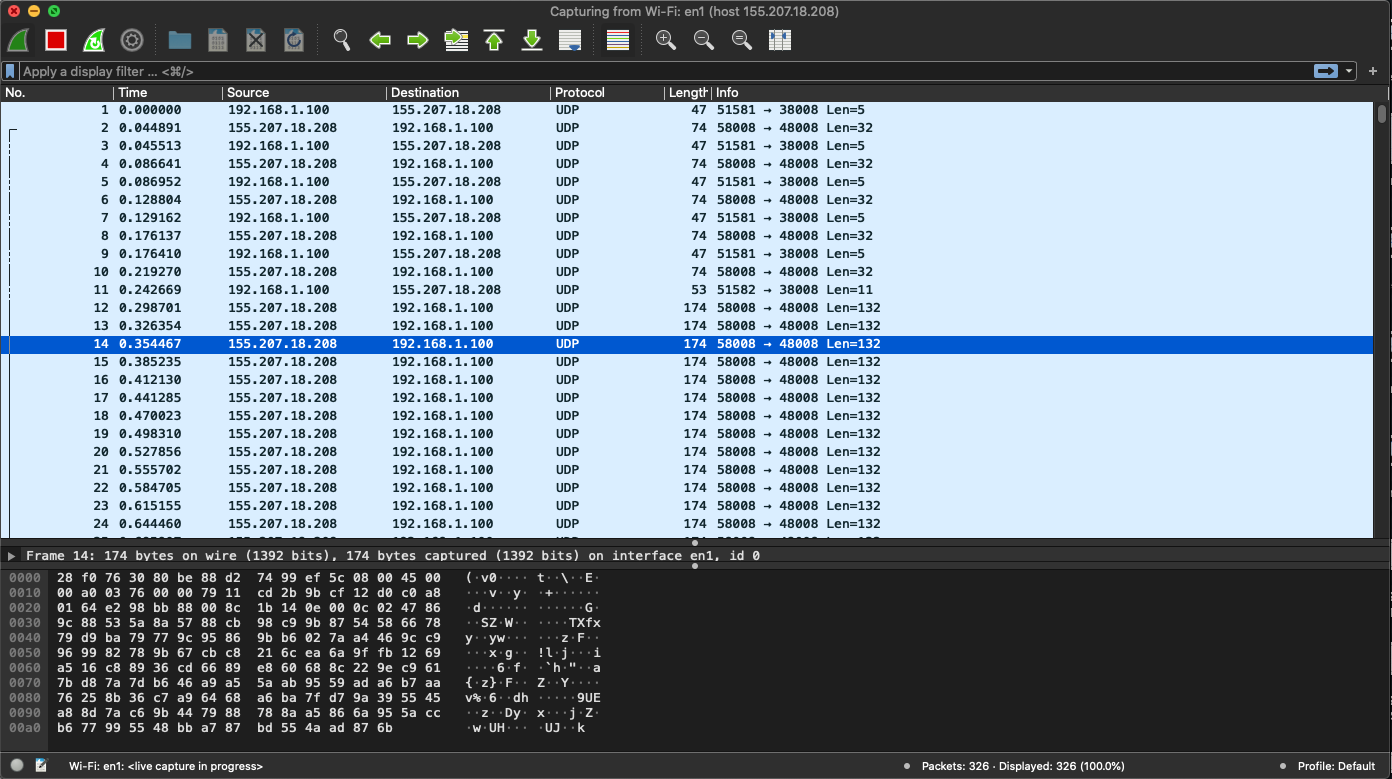 Capturing from Wi-Fi: en1 (host 155.207.18.208)
Apply a display filter ... <⌘/>
No. Time Source Destination Protocol Length Info
1 0.000000 192.168.1.100 155.207.18.208 UDP 47 51581 → 38008 Len=5
2 0.044891 155.207.18.208 192.168.1.100 UDP 74 58008 → 48008 Len=32
3 0.045513 192.168.1.100 155.207.18.208 UDP 47 51581 → 38008 Len=5
4 0.086641 155.207.18.208 192.168.1.100 UDP 74 58008 → 48008 Len=32
5 0.086952 192.168.1.100 155.207.18.208 UDP 47 51581 → 38008 Len=5
6 0.128804 155.207.18.208 192.168.1.100 UDP 74 58008 → 48008 Len=32
7 0.129162 192.168.1.100 155.207.18.208 UDP 47 51581 → 38008 Len=5
8 0.176137 155.207.18.208 192.168.1.100 UDP 74 58008 → 48008 Len=32
9 0.176410 192.168.1.100 155.207.18.208 UDP 47 51581 → 38008 Len=5
10 0.219270 155.207.18.208 192.168.1.100 UDP 74 58008 → 48008 Len=32
11 0.242669 192.168.1.100 155.207.18.208 UDP 53 51582 → 38008 Len=11
12 0.298701 155.207.18.208 192.168.1.100 UDP 174 58008 → 48008 Len=132
13 0.326354 155.207.18.208 192.168.1.100 UDP 174 58008 → 48008 Len=132
14 0.354467 155.207.18.208 192.168.1.100 UDP 174 58008 → 48008 Len=132
15 0.385235 155.207.18.208 192.168.1.100 UDP 174 58008 → 48008 Len=132
16 0.412130 155.207.18.208 192.168.1.100 UDP 174 58008 → 48008 Len=132
17 0.441285 155.207.18.208 192.168.1.100 UDP 174 58008 → 48008 Len=132
18 0.470023 155.207.18.208 192.168.1.100 UDP 174 58008 → 48008 Len=132
19 0.498310 155.207.18.208 192.168.1.100 UDP 174 58008 → 48008 Len=132
20 0.527856 155.207.18.208 192.168.1.100 UDP 174 58008 → 48008 Len=132
21 0.555702 155.207.18.208 192.168.1.100 UDP 174 58008 → 48008 Len=132
22 0.584705 155.207.18.208 192.168.1.100 UDP 174 58008 → 48008 Len=132
23 0.615155 155.207.18.208 192.168.1.100 UDP 174 58008 → 48008 Len=132
24 0.644460 155.207.18.208 192.168.1.100 UDP 174 58008 → 48008 Len=132
Frame 14: 174 bytes on wire (1392 bits), 174 bytes captured (1392 bits) on interface en1, id 0
0000 28 f0 76 30 80 be 88 d2 74 99 ef 5c 08 00 45 00 (·v0···· t··\··E·
0010 00 a0 03 76 00 00 79 11 cd 2b 9b cf 12 d0 c0 a8 ···v··y· ·+······
0020 01 64 e2 98 bb 88 00 8c 1b 14 0e 00 0c 02 47 86 ·d······ ······G·
0030 9c 88 53 5a 8a 57 88 cb 98 c9 9b 87 54 58 66 78 ··SZ·W·· ····TXfx
0040 79 d9 ba 79 77 9c 95 86 9b b6 02 7a a4 46 9c c9 y··yw··· ···z·F··
0050 96 99 82 78 9b 67 cb c8 21 6c ea 6a 9f fb 12 69 ···x·g·· !l·j···i
0060 a5 16 c8 89 36 cd 66 89 e8 60 68 8c 22 9e c9 61 ····6·f· ·`h·"··a
0070 7b d8 7a 7d b6 46 a9 a5 5a ab 95 59 ad a6 b7 aa {·z}·F·· Z··Y····
0080 76 25 8b 36 c7 a9 64 68 a6 ba 7f d7 9a 39 55 45 v%·6··dh ·····9UE
0090 a8 8d 7a c6 9b 44 79 88 78 8a a5 86 6a 95 5a cc ··z··Dy· x···j·Z·
00a0 b6 77 99 55 48 bb a7 87 bd 55 4a ad 87 6b ·w·UH··· ·UJ··k
Wi-Fi: en1: <live capture in progress>
Packets: 326 · Displayed: 326 (100.0%)
Profile: Default